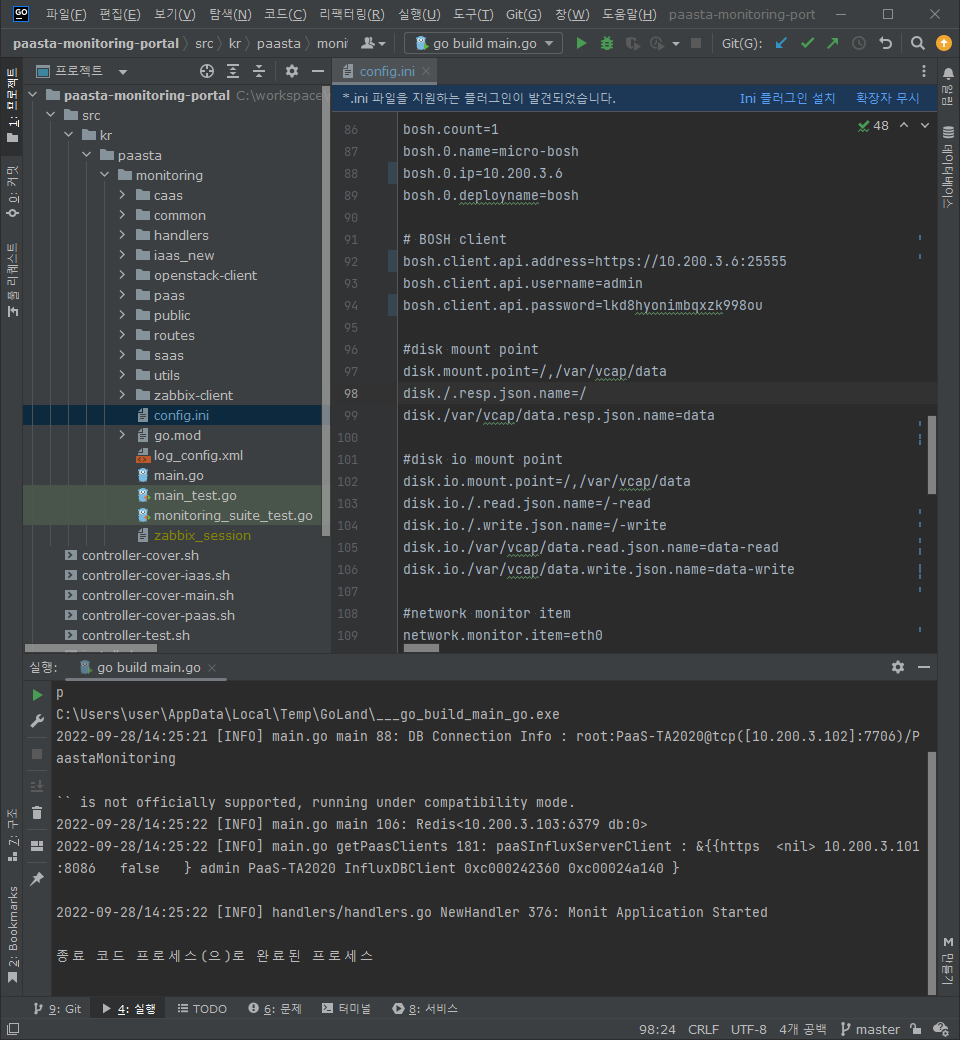 GO 파일(F) 편집(E) 보기(V) 탐색(N) 코드(C) 리팩터링(R) 실행(U) 도구(T) Git(G) 창(W) 도움말(H) paasta-monitoring-port
paasta-monitoring-portal src kr paasta moni go build main.go Git(G):
프로젝트
config.ini
paasta-monitoring-portal C:\workspace\
src
kr
paasta
monitoring
caas
common
handlers
iaas_new
openstack-client
paas
public
routes
saas
utils
zabbix-client
config.ini
go.mod
log_config.xml
main.go
main_test.go
monitoring_suite_test.go
zabbix_session
controller-cover.sh
controller-cover-iaas.sh
controller-cover-main.sh
controller-cover-paas.sh
controller-test.sh
1: 프로젝트
0: 커밋
풀 리퀘스트
*.ini 파일을 지원하는 플러그인이 발견되었습니다. Ini 플러그인 설치 확장자 무시
48
86 bosh.count=1
87 bosh.0.name=micro-bosh
88 bosh.0.ip=10.200.3.6
89 bosh.0.deployname=bosh
90
91 # BOSH client
92 bosh.client.api.address=https://10.200.3.6:25555
93 bosh.client.api.username=admin
94 bosh.client.api.password=lkd8hyonimbqxzk998ou
95
96 #disk mount point
97 disk.mount.point=/,/var/vcap/data
98 disk./.resp.json.name=/
99 disk./var/vcap/data.resp.json.name=data
100
101 #disk io mount point
102 disk.io.mount.point=/,/var/vcap/data
103 disk.io./.read.json.name=/-read
104 disk.io./.write.json.name=/-write
105 disk.io./var/vcap/data.read.json.name=data-read
106 disk.io./var/vcap/data.write.json.name=data-write
107
108 #network monitor item
109 network.monitor.item=eth0
알림
데이터베이스
실행: go build main.go
p
C:\Users\user\AppData\Local\Temp\GoLand\___go_build_main_go.exe
2022-09-28/14:25:21 [INFO] main.go main 88: DB Connection Info : root:PaaS-TA2020@tcp([10.200.3.102]:7706)/P
aastaMonitoring
`` is not officially supported, running under compatibility mode.
2022-09-28/14:25:22 [INFO] main.go main 106: Redis<10.200.3.103:6379 db:0>
2022-09-28/14:25:22 [INFO] main.go getPaasClients 181: paaSInfluxServerClient : &{{https <nil> 10.200.3.101
:8086 false } admin PaaS-TA2020 InfluxDBClient 0xc000242360 0xc00024a140 }
2022-09-28/14:25:22 [INFO] handlers/handlers.go NewHandler 376: Monit Application Started
종료 코드 프로세스(으)로 완료된 프로세스
7: 구조
2: Bookmarks
M 만들기
9: Git 4: 실행 TODO 6: 문제 터미널 8: 서비스
98:24 CRLF UTF-8 4개 공백 master